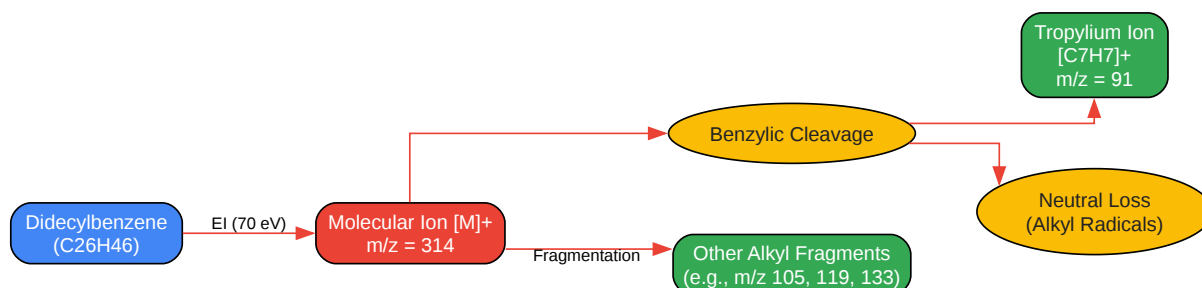 Didecylbenzene
(C26H46)
EI (70 eV)
Molecular Ion [M]+
m/z = 314
Fragmentation
Benzylic Cleavage
Tropylium Ion
[C7H7]+
m/z = 91
Neutral Loss
(Alkyl Radicals)
Other Alkyl Fragments
(e.g., m/z 105, 119, 133)